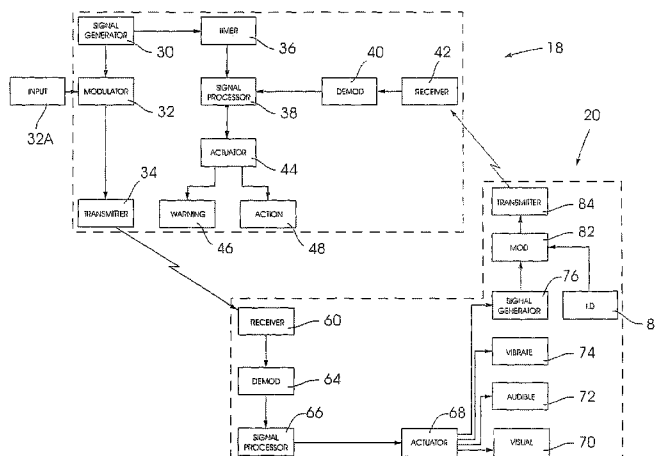 SIGNAL
GENERATOR
30
TIMER
36
40
42
18
INPUT
32A
MODULATOR
32
SIGNAL
PROCESSOR
38
DEMOD
RECEIVER
ACTUATOR
44
20
34
TRANSMITTER
WARNING
46
ACTION
48
TRANSMITTER
84
MOD
82
76
SIGNAL
GENERATOR
I.D
8
RECEIVER
60
VIBRATE
74
DEMOD
64
AUDIBLE
72
66
SIGNAL
PROCESSOR
ACTUATOR
68
VISUAL
70